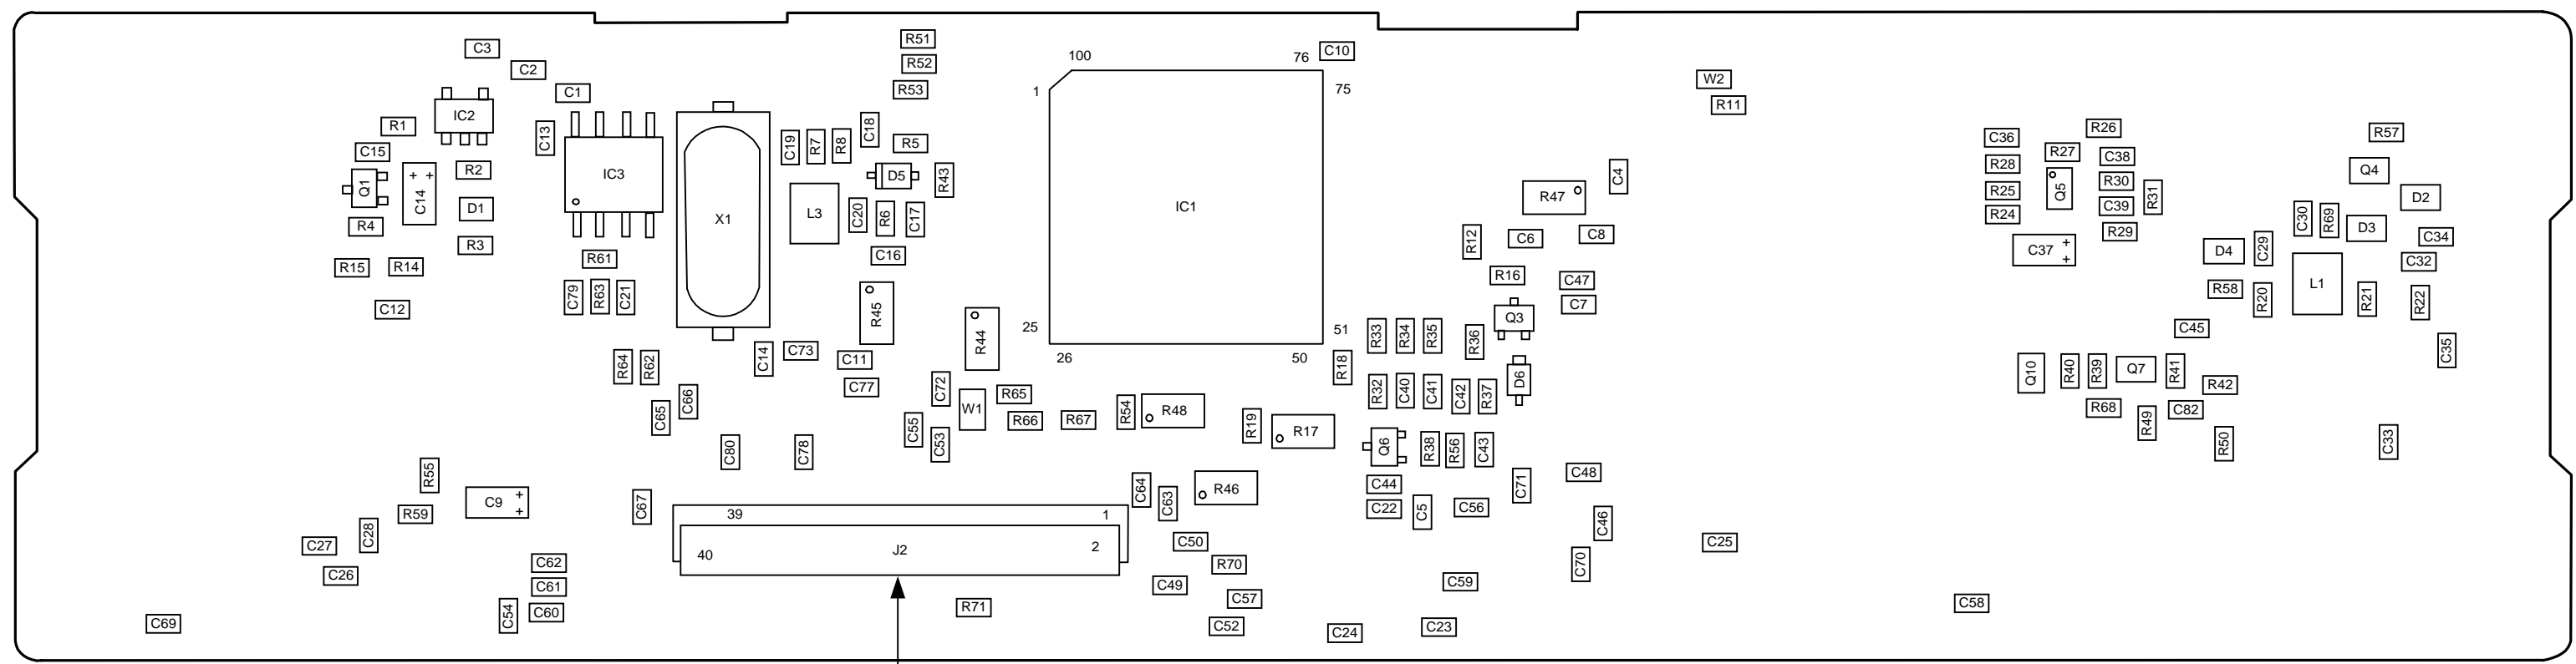 R51
C3
C10
100
76
R52
C2
W2
R53
1
75
C1
R11
IC2
R1
R26
C18
R57
C13
C36
R5
C19
R7
R8
C15
R27
C38
R28
R2
Q4
IC3
D5
+ +
C4
R43
R30
Q1
C14
R25
Q5
R31
R47
D2
IC1
C39
D1
L3
C20
R6
C17
R24
X1
C30
R69
R4
D3
R29
C8
C34
C6
R12
+
R3
C37
D4
C29
C16
R61
+
C32
R15
R14
R16
C47
L1
R58
C79
R63
C21
R20
R21
R22
C7
C12
R45
Q3
25
51
C45
R44
R33
R34
R35
R36
C35
C73
C14
C11
26
50
R64
R62
R18
Q10
R40
R39
Q7
R41
D6
R42
C77
C72
R32
C40
C41
C42
R37
R65
C66
W1
R68
C82
R54
R48
C65
R66
R67
R49
R19
R17
C55
C53
C33
R50
Q6
R38
R56
C43
C80
C78
C48
R55
C44
C71
R46
C64
+
C9
+
C63
C67
C22
C5
C56
R59
39
1
C46
C28
C50
C25
C27
40
J2
2
C62
R70
C70
C26
C59
C61
C49
C57
C58
R71
C54
C60
C69
C52
C23
C24